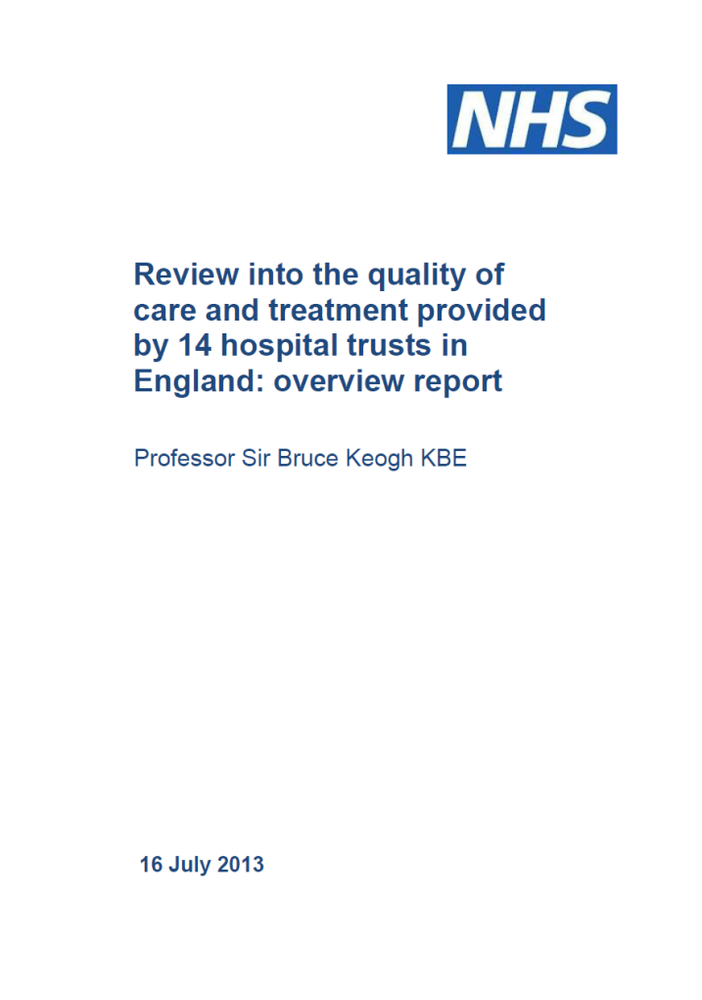 NHS
Review into the quality of
care and treatment provided
by 14 hospital trusts in
England: overview report
Professor Sir Bruce Keogh KBE
16 July 2013